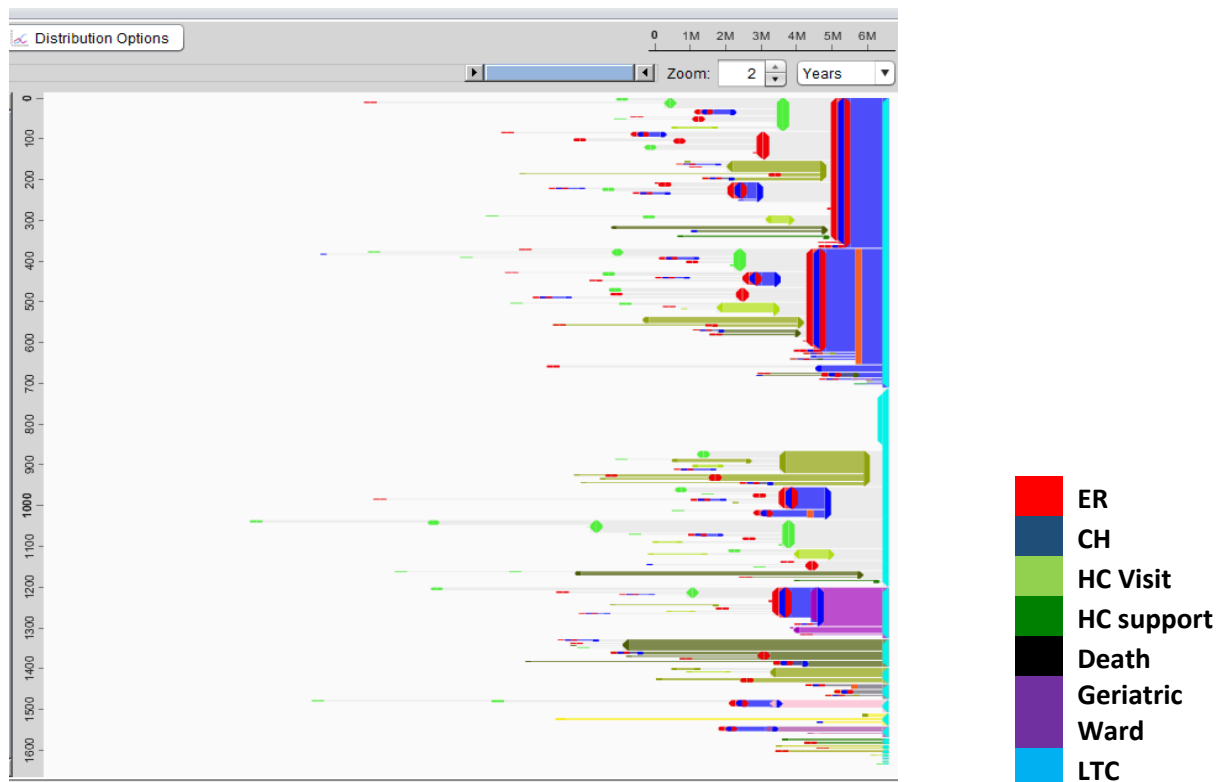 Distribution Options
0 1M 2M 3M 4M 5M 6M
Zoom: 2 Years
0
100
200
300
400
500
600
700
800
900
1000
1100
1200
1300
1400
1500
1600
ER
CH
HC Visit
HC support
Death
Geriatric
Ward
LTC